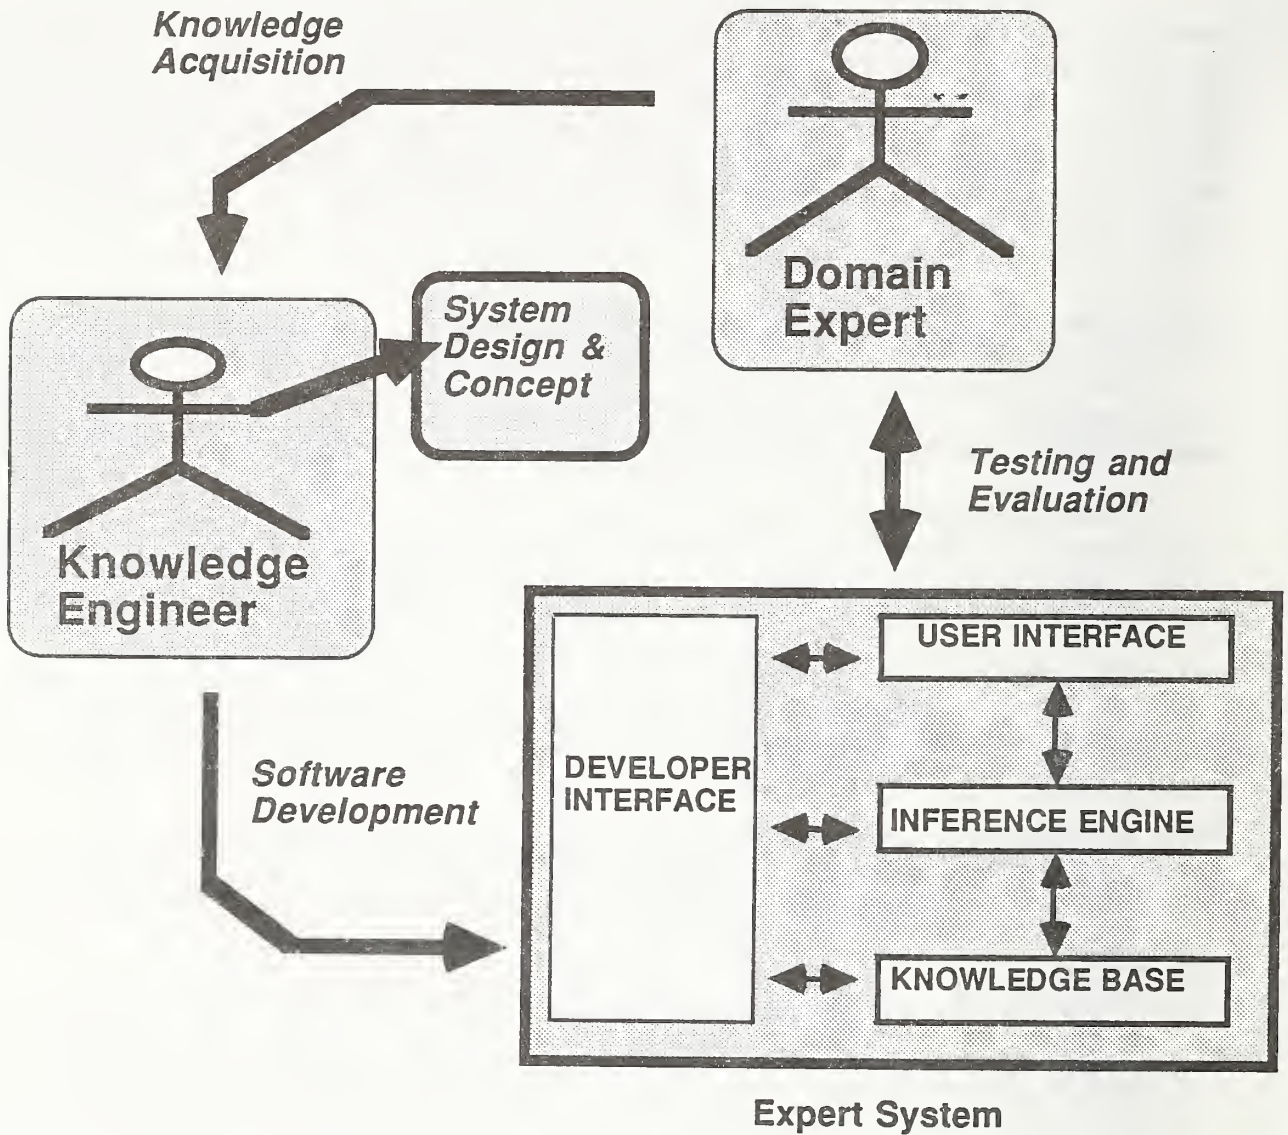 Knowledge
Acquisition
Domain
Expert
System
Design &
Concept
Knowledge
Engineer
Testing and
Evaluation
Software
Development
DEVELOPER
INTERFACE
USER INTERFACE
INFERENCE ENGINE
KNOWLEDGE BASE
Expert System